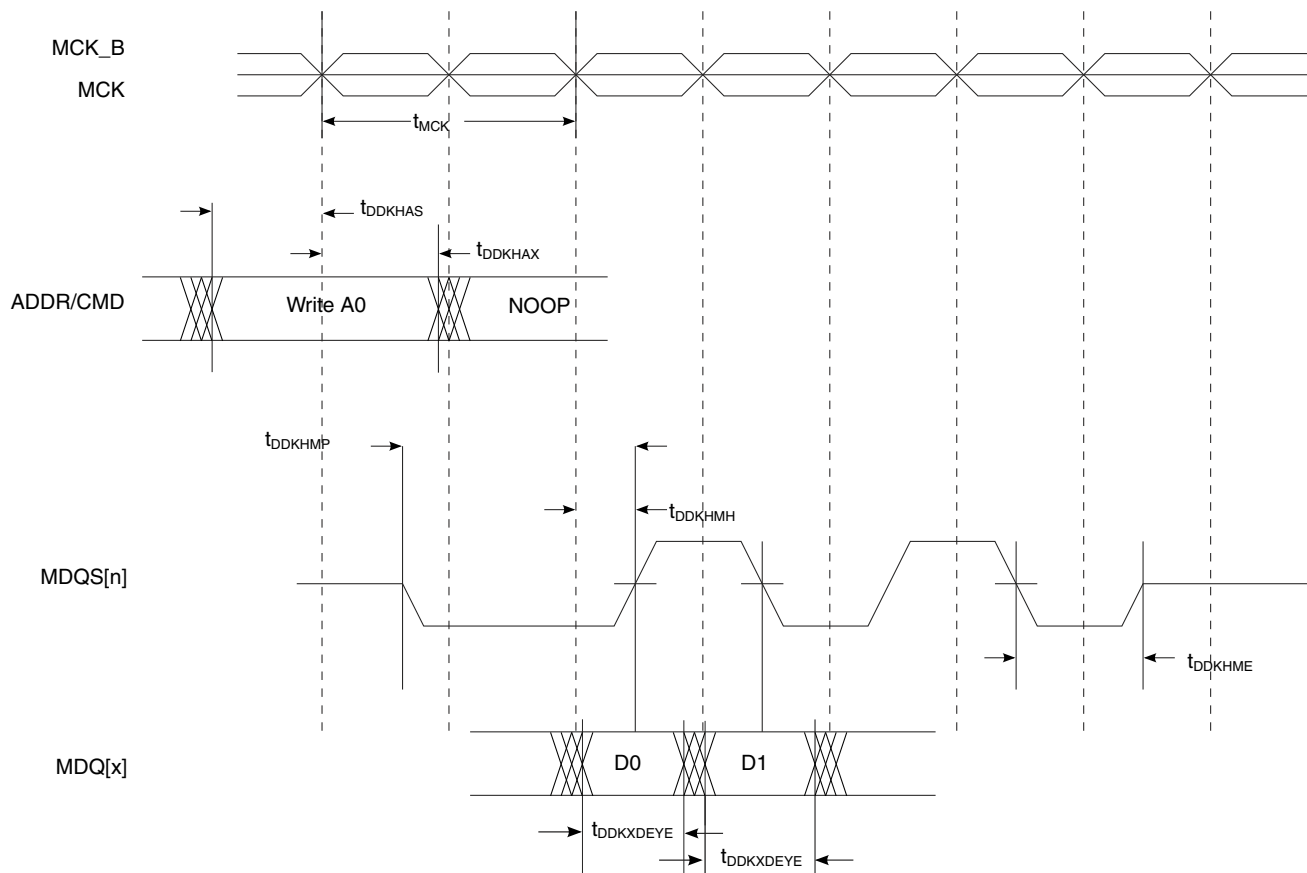 MCK_B
MCK
tMCK
tDDKHAS
tDDKHAX
ADDR/CMD Write A0 NOOP
tDDKHMP
tDDKHMH
MDQS[n]
tDDKHME
MDQ[x] D0 D1
tDDKXDEYE
tDDKXDEYE